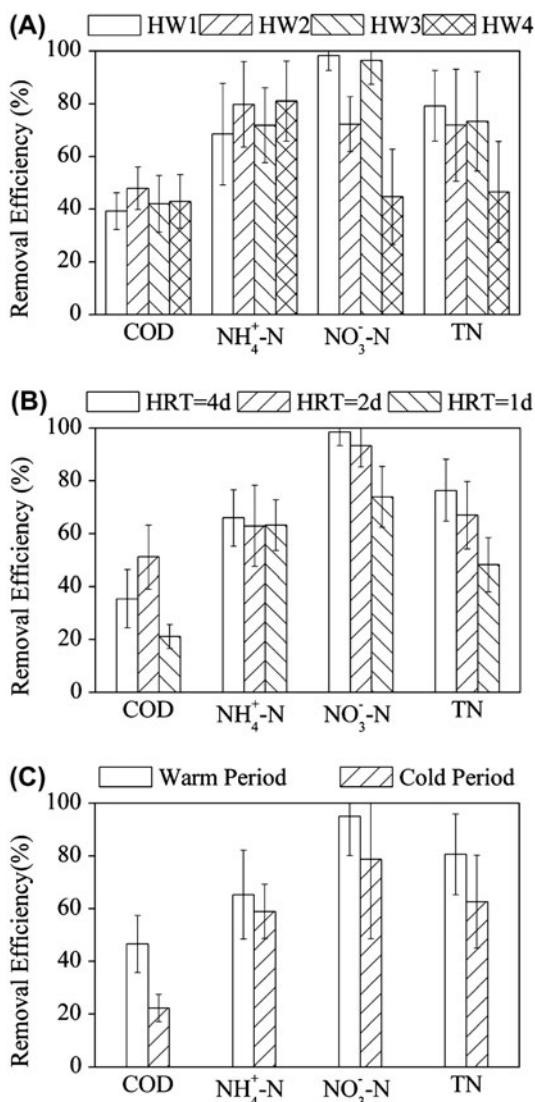 (A) HW1 HW2 HW3 HW4
Removal Efficiency (%)
100
80
60
40
20
0
COD NH₄⁺-N NO₃⁻-N TN
(B) HRT=4d HRT=2d HRT=1d
Removal Efficiency (%)
100
80
60
40
20
0
COD NH₄⁺-N NO₃⁻-N TN
(C) Warm Period Cold Period
Removal Efficiency(%)
100
80
60
40
20
0
COD NH₄⁺-N NO₃⁻-N TN